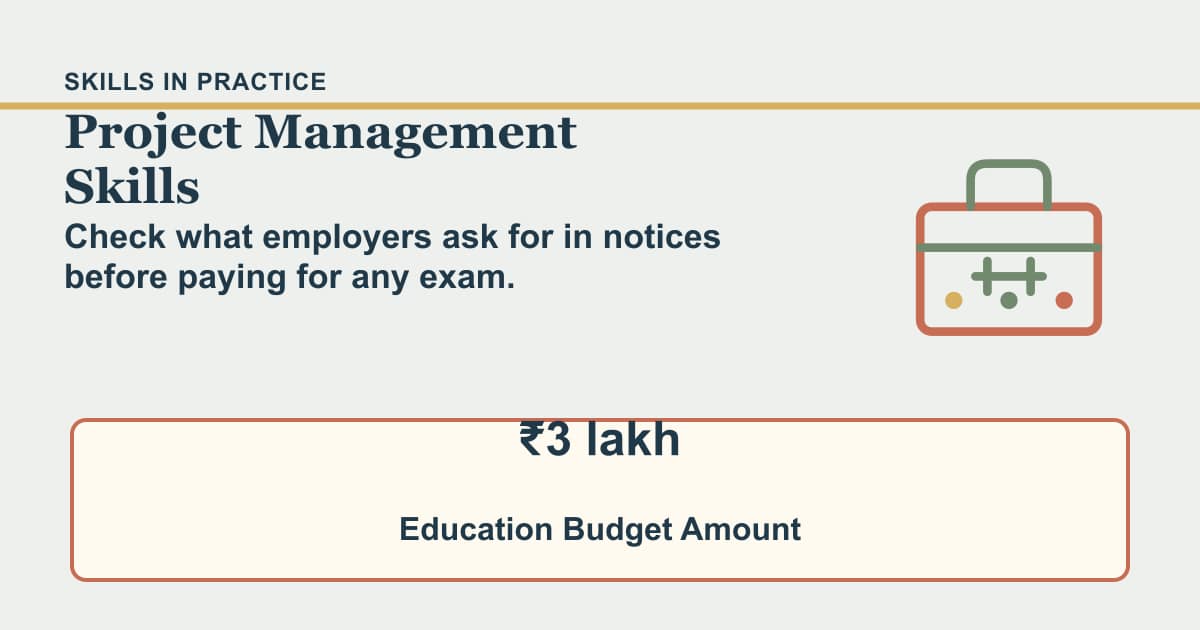 SKILLS IN PRACTICE
Project Management
Skills
Check what employers ask for in notices
before paying for any exam.
₹3 lakh
Education Budget Amount